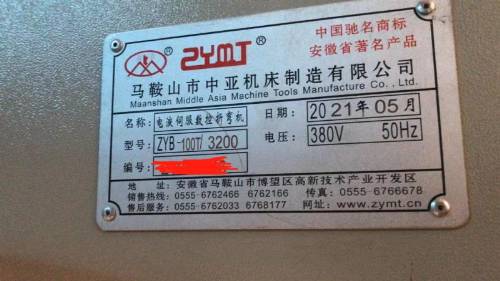 ZYMT
中国驰名商标
安徽省著名产品
马鞍山市中亚机床制造有限公司
Maanshan Middle Asia Machine Tools Manufacture Co., Ltd.
名称: 电液伺服数控折弯机 日期: 2021年05月
型号: ZYB-100T/3200 电压: 380V 50Hz
编号:
地址: 安徽省马鞍山市博望区高新技术产业开发区
销售热线: 0555-6762466 6762166 传真: 0555-6766678
售后服务: 0555-6762033 6768177 网址: www.zymt.cn